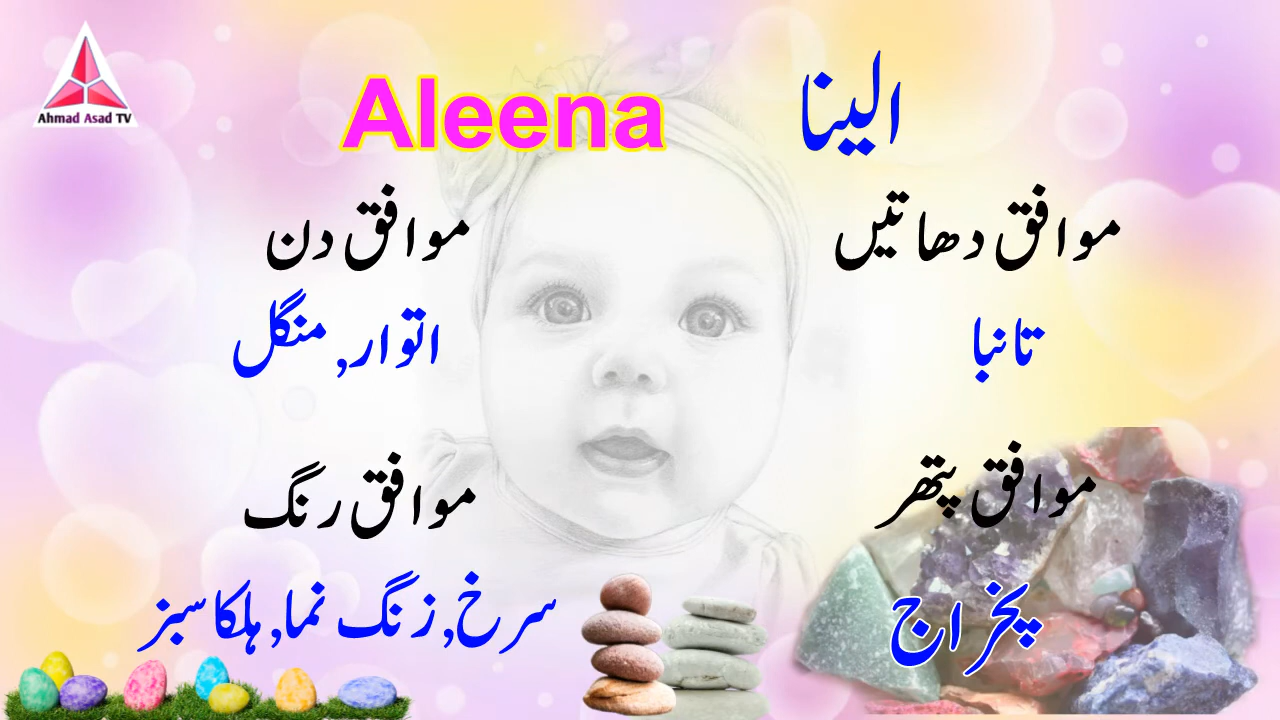 Ahmad Asad TV
Aleena
الینا
موافق دھاتیں
موافق دن
تانبا
اتوار, منگل
موافق پتھر
موافق رنگ
پکھراج
سرخ, زنگ نما, ہلکا سبز